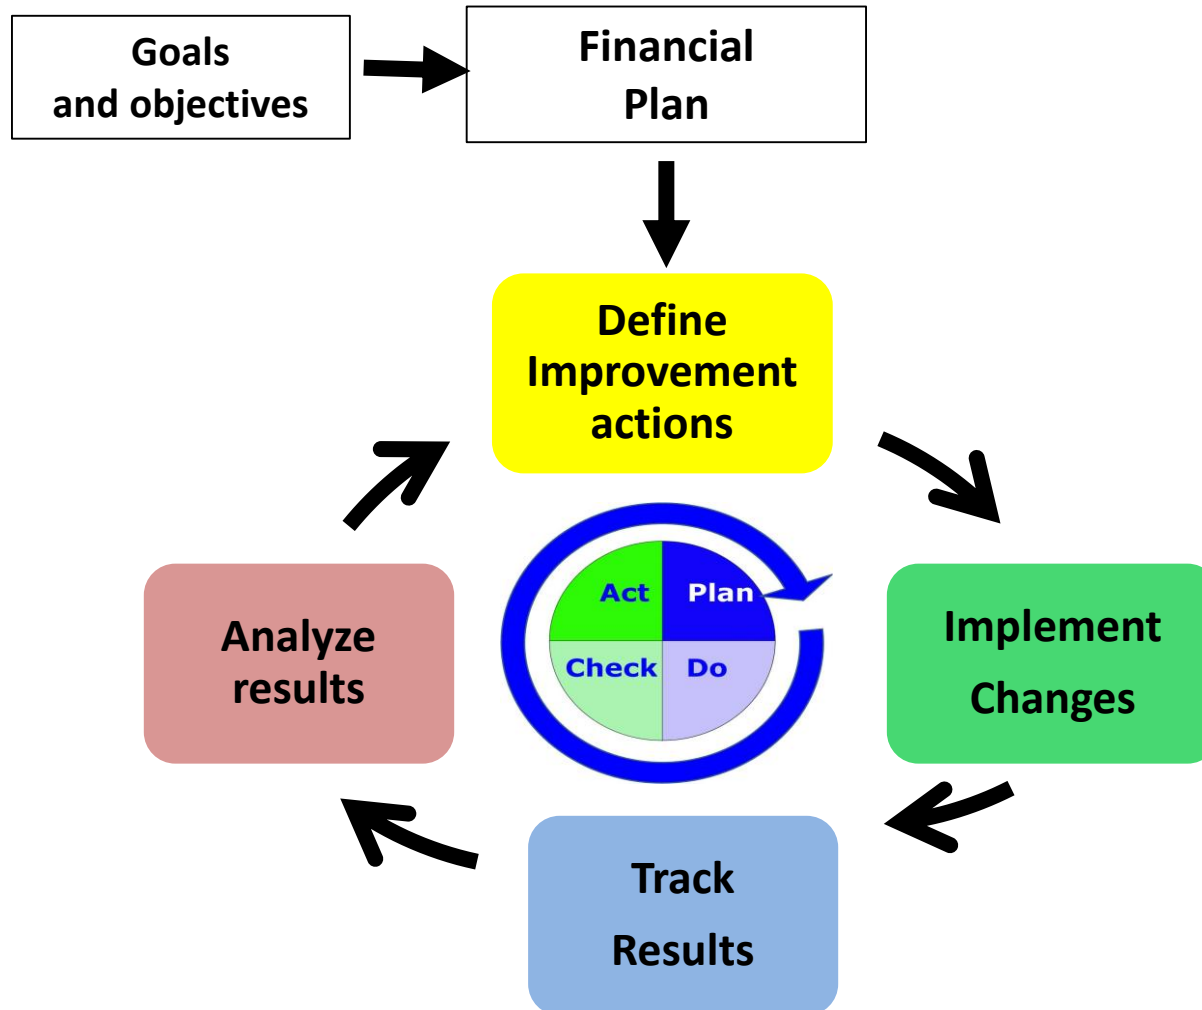 Goals
and objectives
Financial
Plan
Define
Improvement
actions
Act
Plan
Check
Do
Analyze
results
Implement
Changes
Track
Results